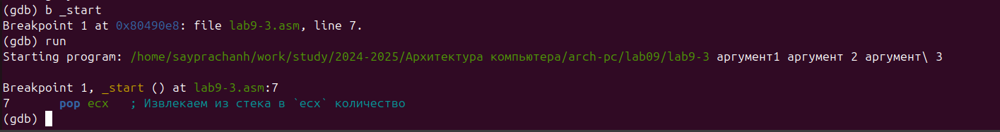 (gdb) b _start
Breakpoint 1 at 0x80490e8: file lab9-3.asm, line 7.
(gdb) run
Starting program: /home/sayprachanh/work/study/2024-2025/Архитектура компьютера/arch-pc/lab09/lab9-3 аргумент1 аргумент 2 аргумент\ 3
Breakpoint 1, _start () at lab9-3.asm:7
7 pop ecx ; Извлекаем из стека в `ecx` количество
(gdb)